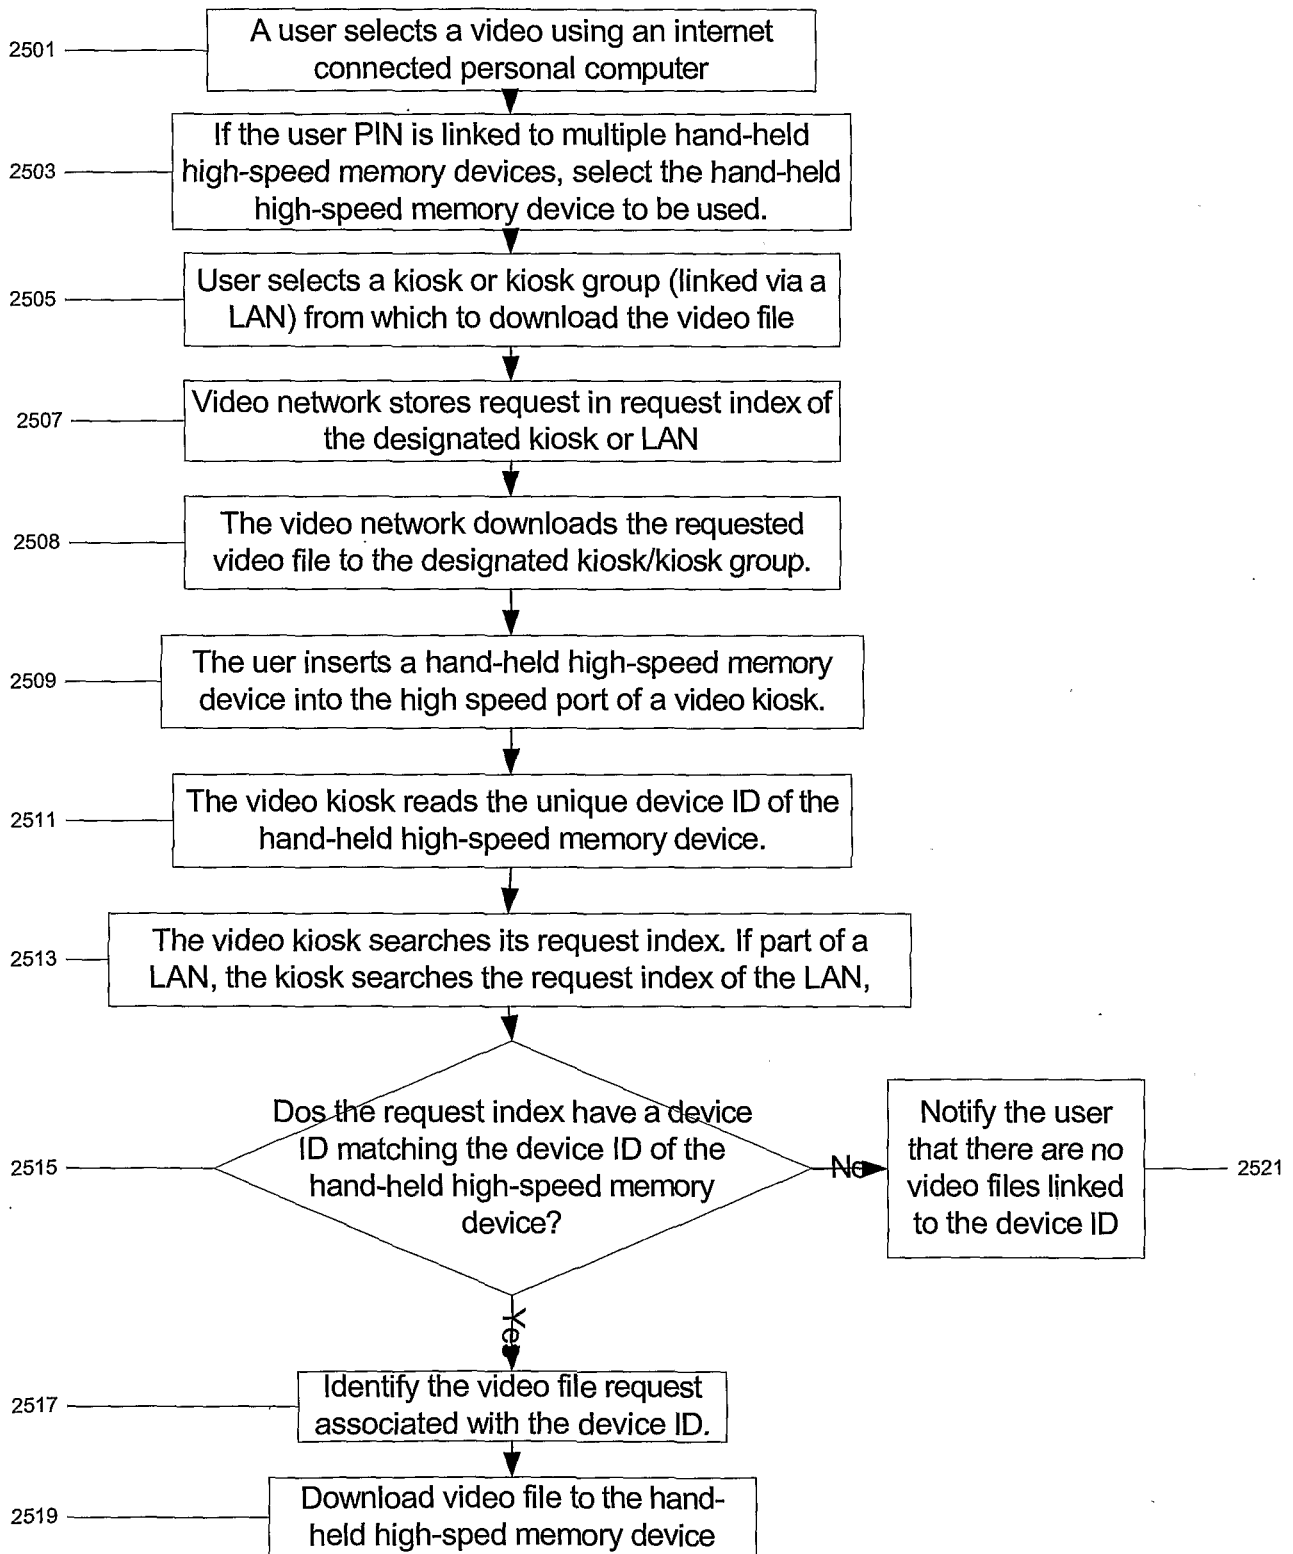 2501
A user selects a video using an internet
connected personal computer
2503
If the user PIN is linked to multiple hand-held
high-speed memory devices, select the hand-held
high-speed memory device to be used.
2505
User selects a kiosk or kiosk group (linked via a
LAN) from which to download the video file
2507
Video network stores request in request index of
the designated kiosk or LAN
2508
The video network downloads the requested
video file to the designated kiosk/kiosk group.
2509
The uer inserts a hand-held high-speed memory
device into the high speed port of a video kiosk.
2511
The video kiosk reads the unique device ID of the
hand-held high-speed memory device.
2513
The video kiosk searches its request index. If part of a
LAN, the kiosk searches the request index of the LAN,
2515
Dos the request index have a device
ID matching the device ID of the
hand-held high-speed memory
device?
No
Notify the user
that there are no
video files linked
to the device ID
2521
Yes
2517
Identify the video file request
associated with the device ID.
2519
Download video file to the hand-
held high-sped memory device